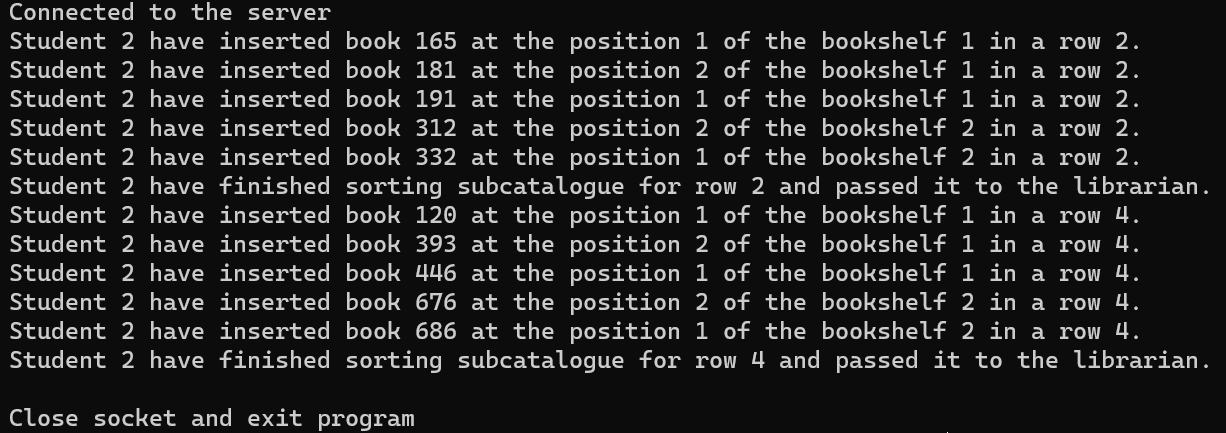 Connected to the server
Student 2 have inserted book 165 at the position 1 of the bookshelf 1 in a row 2.
Student 2 have inserted book 181 at the position 2 of the bookshelf 1 in a row 2.
Student 2 have inserted book 191 at the position 1 of the bookshelf 1 in a row 2.
Student 2 have inserted book 312 at the position 2 of the bookshelf 2 in a row 2.
Student 2 have inserted book 332 at the position 1 of the bookshelf 2 in a row 2.
Student 2 have finished sorting subcatalogue for row 2 and passed it to the librarian.
Student 2 have inserted book 120 at the position 1 of the bookshelf 1 in a row 4.
Student 2 have inserted book 393 at the position 2 of the bookshelf 1 in a row 4.
Student 2 have inserted book 446 at the position 1 of the bookshelf 1 in a row 4.
Student 2 have inserted book 676 at the position 2 of the bookshelf 2 in a row 4.
Student 2 have inserted book 686 at the position 1 of the bookshelf 2 in a row 4.
Student 2 have finished sorting subcatalogue for row 4 and passed it to the librarian.
Close socket and exit program